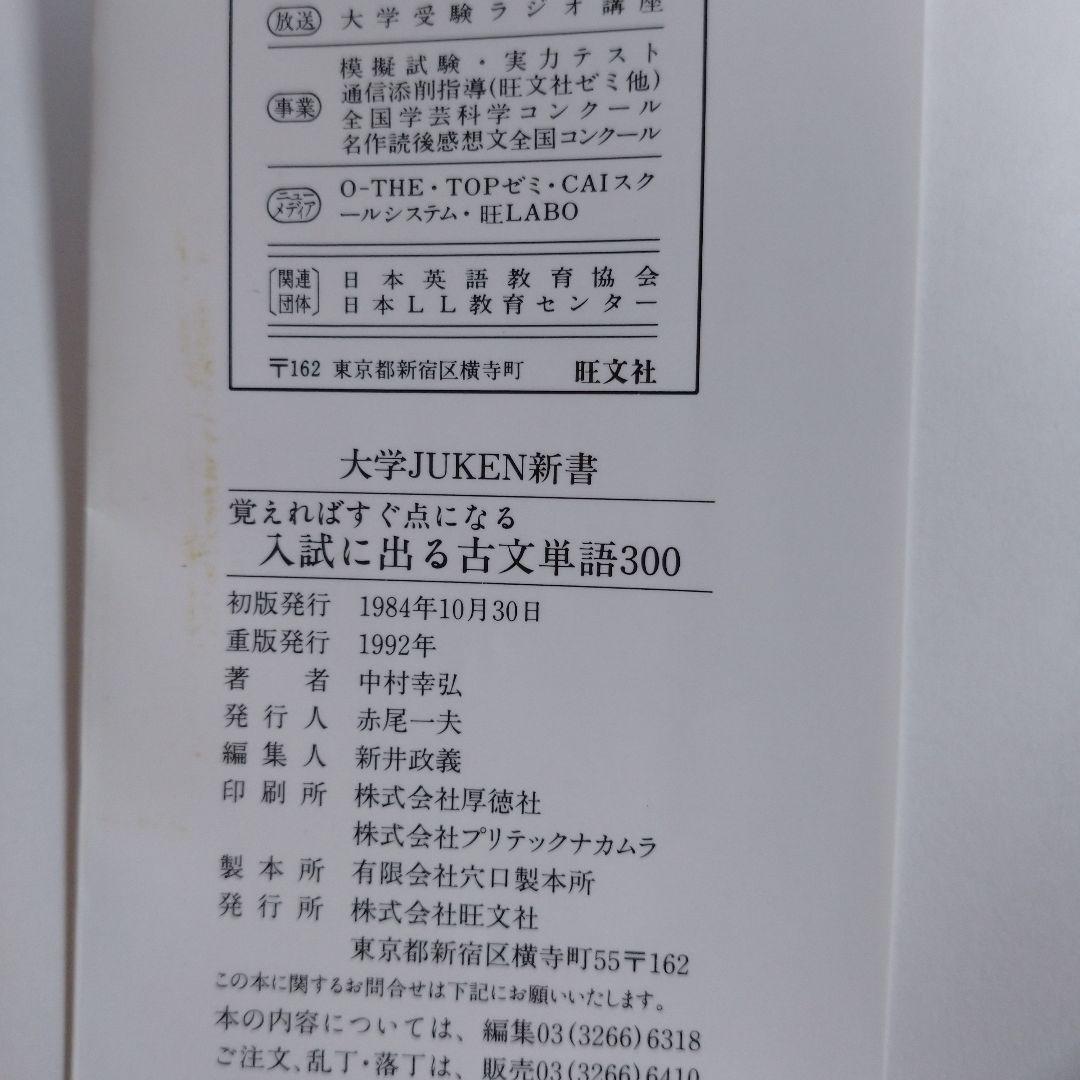 放送 大学受験ラジオ講座
事業 模擬試験・実力テスト
通信添削指導(旺文社ゼミ他)
全国学芸科学コンクール
名作読後感想文全国コンクール
ニューメディア O-THE・TOPゼミ・CAIスク
ールシステム・旺LABO
〔関連団体〕 日本英語教育協会
日本LL教育センター
〒162 東京都新宿区横寺町 旺文社
大学JUKEN新書
覚えればすぐ点になる
入試に出る古文単語300
初版発行 1984年10月30日
重版発行 1992年
著者 中村幸弘
発行人 赤尾一夫
編集人 新井政義
印刷所 株式会社厚徳社
株式会社プリテックナカムラ
製本所 有限会社穴口製本所
発行所 株式会社旺文社
東京都新宿区横寺町55〒162
この本に関するお問合せは下記にお願いいたします。
本の内容については、編集03(3266)6318
ご注文、乱丁・落丁は、販売03(3266)6410